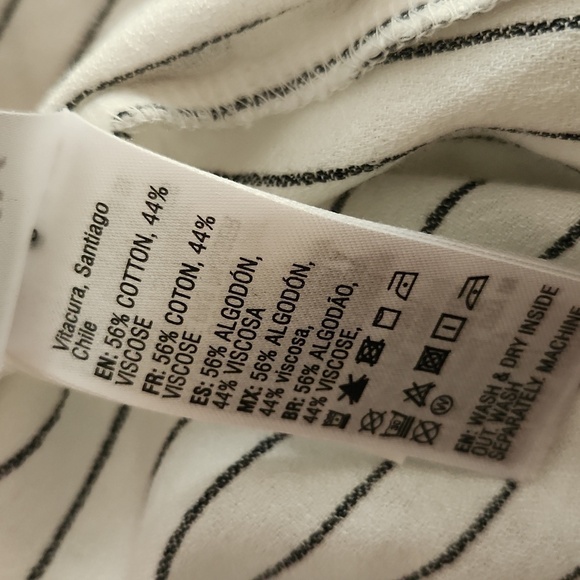 Vitacura, Santiago
Chile
EN: 56% COTTON, 44%
VISCOSE
FR: 56% COTON, 44%
VISCOSE
ES: 56% ALGODÓN,
44% VISCOSA
MX: 56% ALGODÓN,
44% viscosa,
BR: 56% ALGODÃO,
44% VISCOSE,
EN: WASH & DRY INSIDE
OUT WASH
SEPARATELY MACHINE